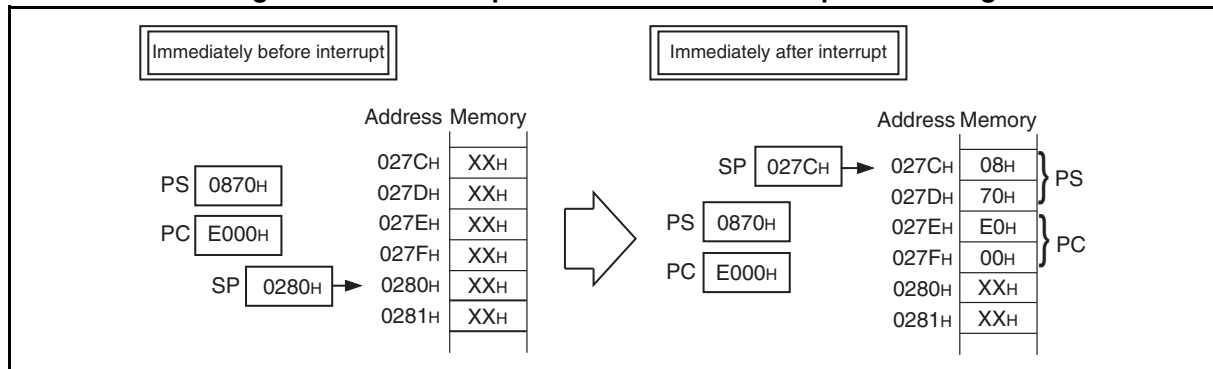 Immediately before interrupt
Address Memory
027CH XXH
PS 0870H
027DH XXH
027EH XXH
PC E000H
027FH XXH
SP 0280H 0280H XXH
0281H XXH
Immediately after interrupt
Address Memory
SP 027CH 027CH 08H
027DH 70H
PS
PS 0870H
027EH E0H
027FH 00H
PC
PC E000H
0280H XXH
0281H XXH